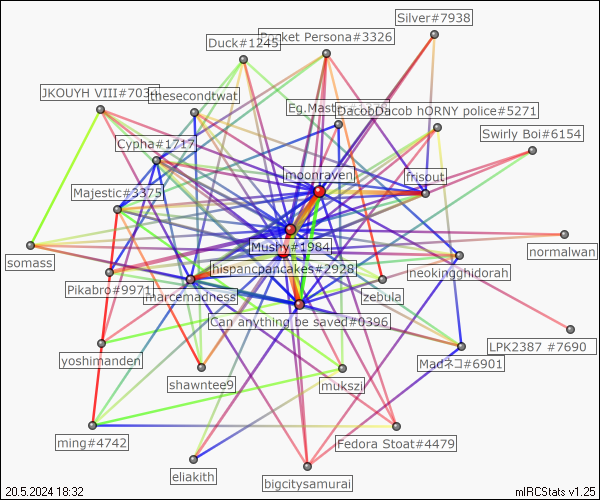 Silver#7938
Pocket Persona#3326
Duck#1245
JKOUYH VIII#703
thesecondtwat
Eg.Mast
DacobDacob hORNY police#5271
Swirly Boi#6154
Cypha#1717
moonraven
frjsout
Majestic#3375
Mushy#1984
somass
normalwan
hispancpancakes#2928
Pikabro#9971
marcemadness
zebula
neokingghidorah
Can anything be saved#0396
LPK2387 #7690
yoshimanden
Madネコ#6901
shawntee9
mukszi
ming#4742
Fedora Stoat#4479
eliakith
bigcitysamurai
20.5.2024 18:32
mIRCStats v1.25